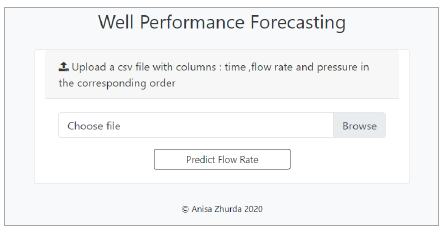 Well Performance Forecasting
Upload a csv file with columns : time ,flow rate and pressure in
the corresponding order
Choose file
Browse
Predict Flow Rate
© Anisa Zhurda 2020